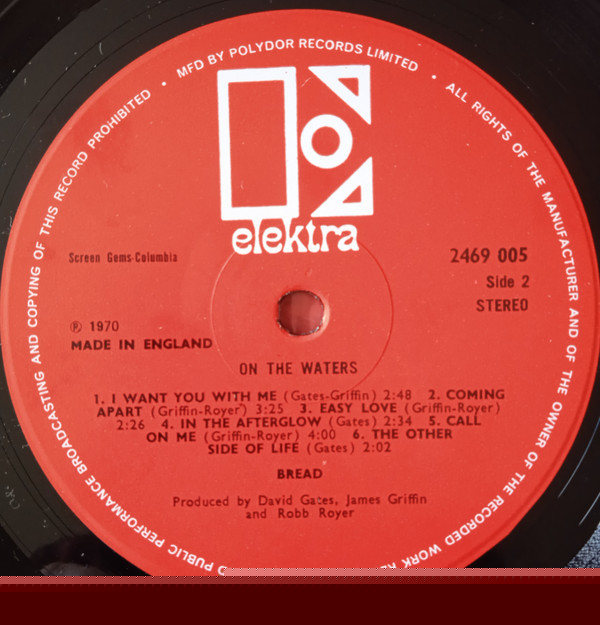 MFD BY POLYDOR RECORDS LIMITED • ALL RIGHTS OF THE MANUFACTURER AND OF THE OWNER OF THE RECORDED WORK
PUBLIC PERFORMANCE BROADCASTING AND COPYING OF THIS RECORD PROHIBITED •
elektra
Screen Gems-Columbia
2469 005
Side 2
STEREO
℗ 1970
MADE IN ENGLAND
ON THE WATERS
1. I WANT YOU WITH ME (Gates-Griffin) 2:48 2. COMING
APART (Griffin-Royer) 3:25 3. EASY LOVE (Griffin-Royer)
2:26 4. IN THE AFTERGLOW (Gates) 2:34 5. CALL
ON ME (Griffin-Royer) 4:00 6. THE OTHER
SIDE OF LIFE (Gates) 2:02
BREAD
Produced by David Gates, James Griffin
and Robb Royer